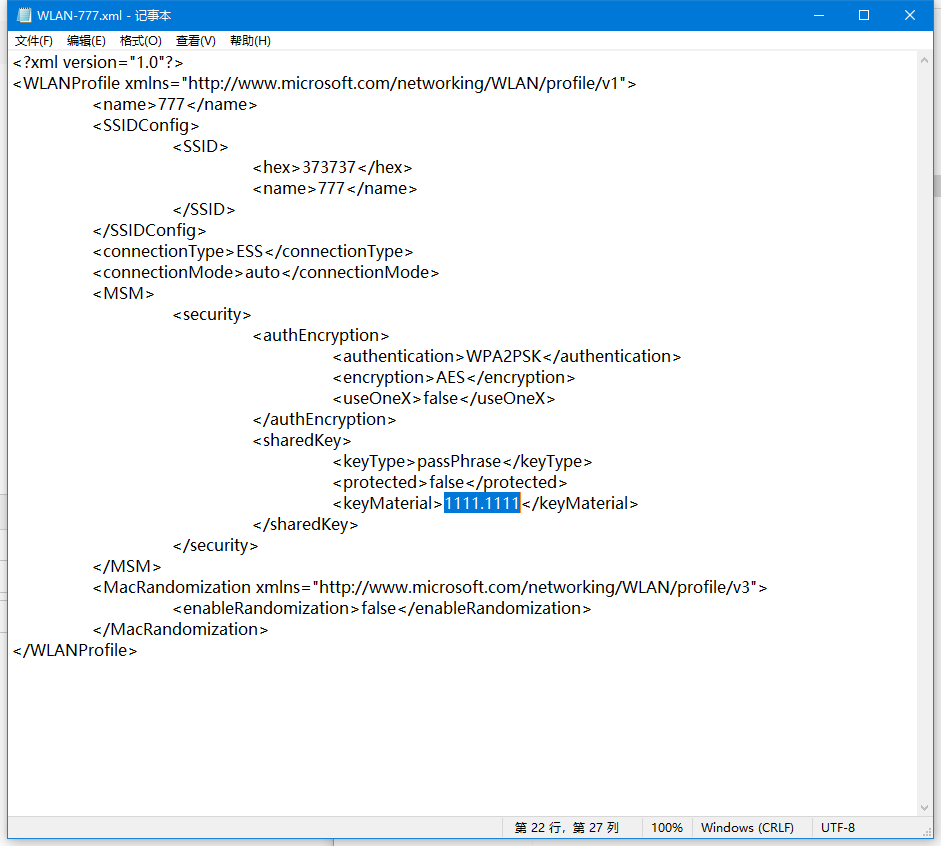 WLAN-777.xml - 记事本
文件(F) 编辑(E) 格式(O) 查看(V) 帮助(H)
<?xml version="1.0"?>
<WLANProfile xmlns="http://www.microsoft.com/networking/WLAN/profile/v1">
<name>777</name>
<SSIDConfig>
<SSID>
<hex>373737</hex>
<name>777</name>
</SSID>
</SSIDConfig>
<connectionType>ESS</connectionType>
<connectionMode>auto</connectionMode>
<MSM>
<security>
<authEncryption>
<authentication>WPA2PSK</authentication>
<encryption>AES</encryption>
<useOneX>false</useOneX>
</authEncryption>
<sharedKey>
<keyType>passPhrase</keyType>
<protected>false</protected>
<keyMaterial>1111.1111</keyMaterial>
</sharedKey>
</security>
</MSM>
<MacRandomization xmlns="http://www.microsoft.com/networking/WLAN/profile/v3">
<enableRandomization>false</enableRandomization>
</MacRandomization>
</WLANProfile>
第 22 行，第 27 列 100% Windows (CRLF) UTF-8